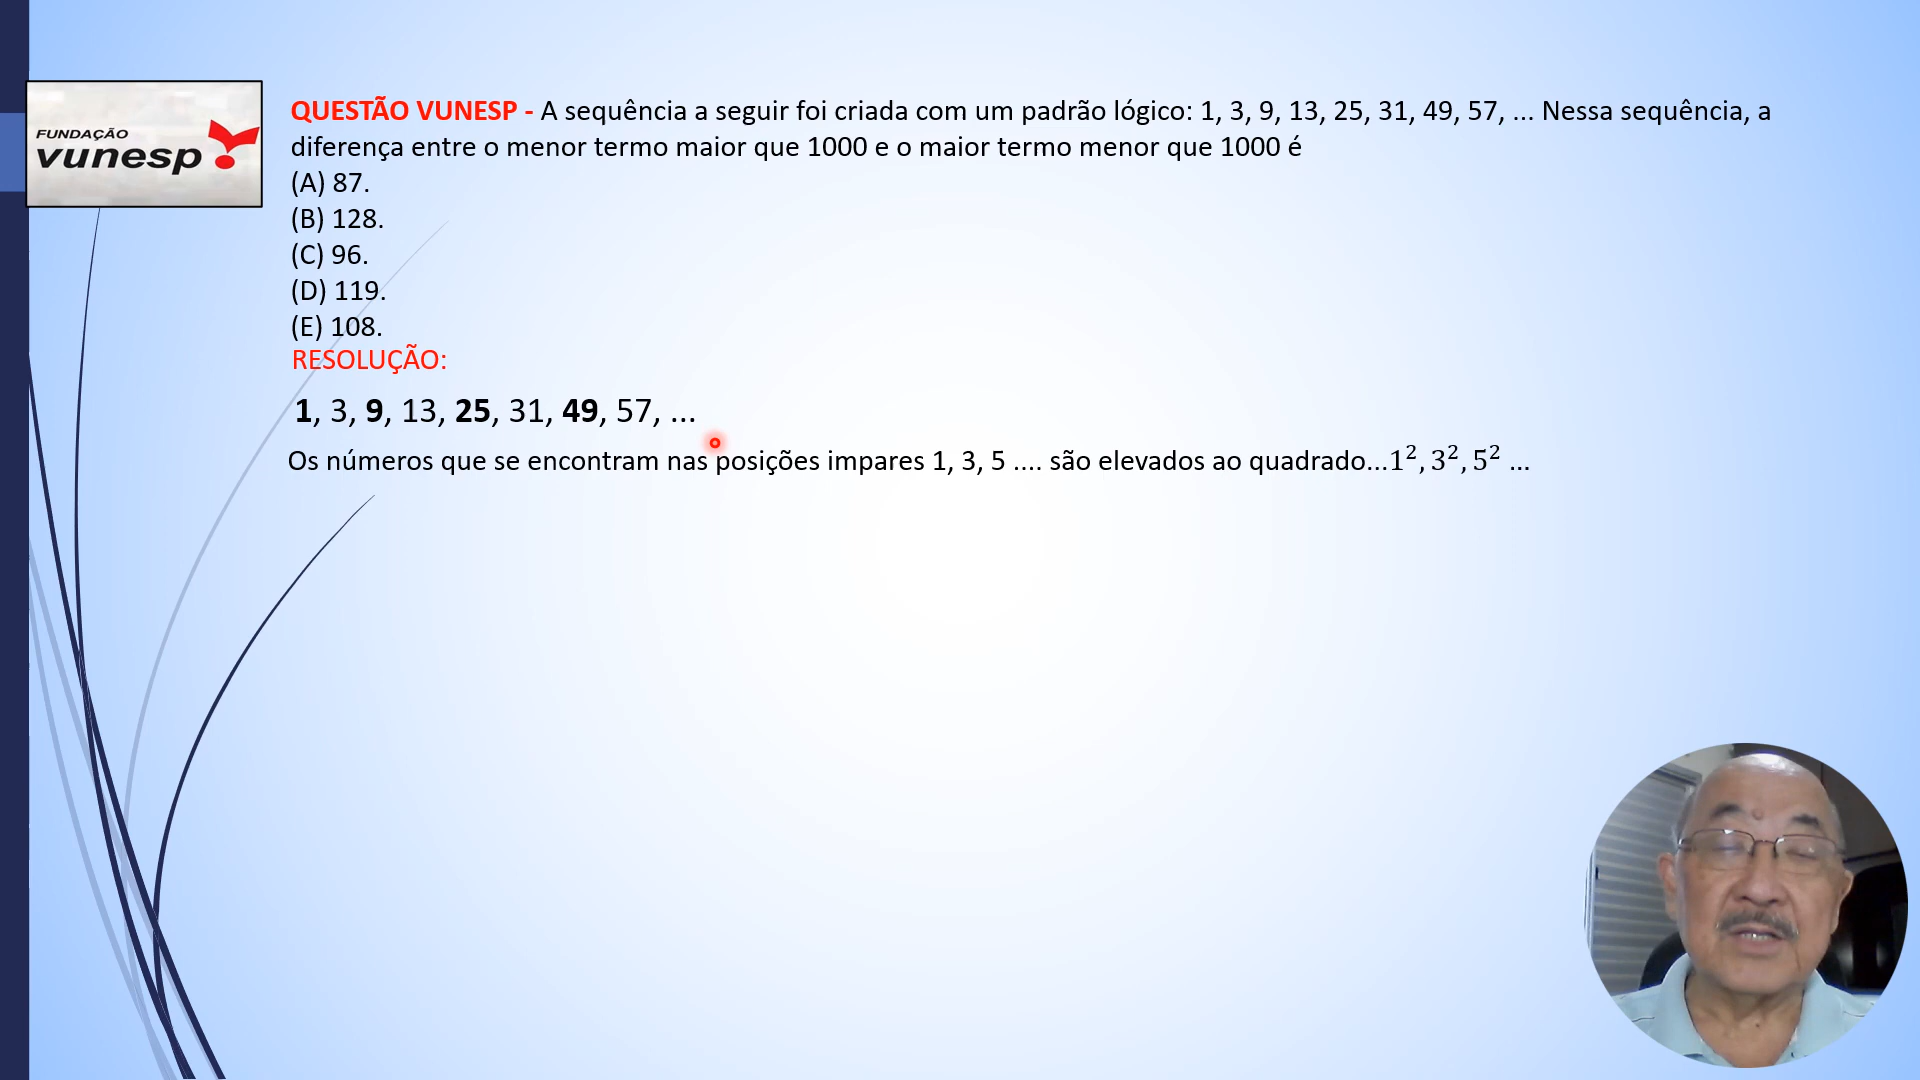 FUNDAÇÃO
vunesp
QUESTÃO VUNESP - A sequência a seguir foi criada com um padrão lógico: 1, 3, 9, 13, 25, 31, 49, 57, ... Nessa sequência, a
diferença entre o menor termo maior que 1000 e o maior termo menor que 1000 é
(A) 87.
(B) 128.
(C) 96.
(D) 119.
(E) 108.
RESOLUÇÃO:
1, 3, 9, 13, 25, 31, 49, 57, ...
Os números que se encontram nas posições impares 1, 3, 5 .... são elevados ao quadrado...1², 3², 5² ...